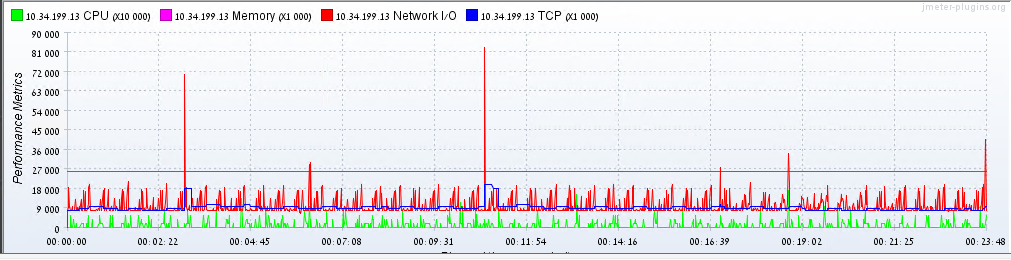 jmeter-plugins.org
10.34.199.13 CPU (X10 000) 10.34.199.13 Memory (X1 000) 10.34.199.13 Network I/O 10.34.199.13 TCP (X1 000)
90 000
81 000
72 000
63 000
54 000
45 000
36 000
27 000
18 000
9 000
0
Performance Metrics
00:00:00 00:02:22 00:04:45 00:07:08 00:09:31 00:11:54 00:14:16 00:16:39 00:19:02 00:21:25 00:23:48